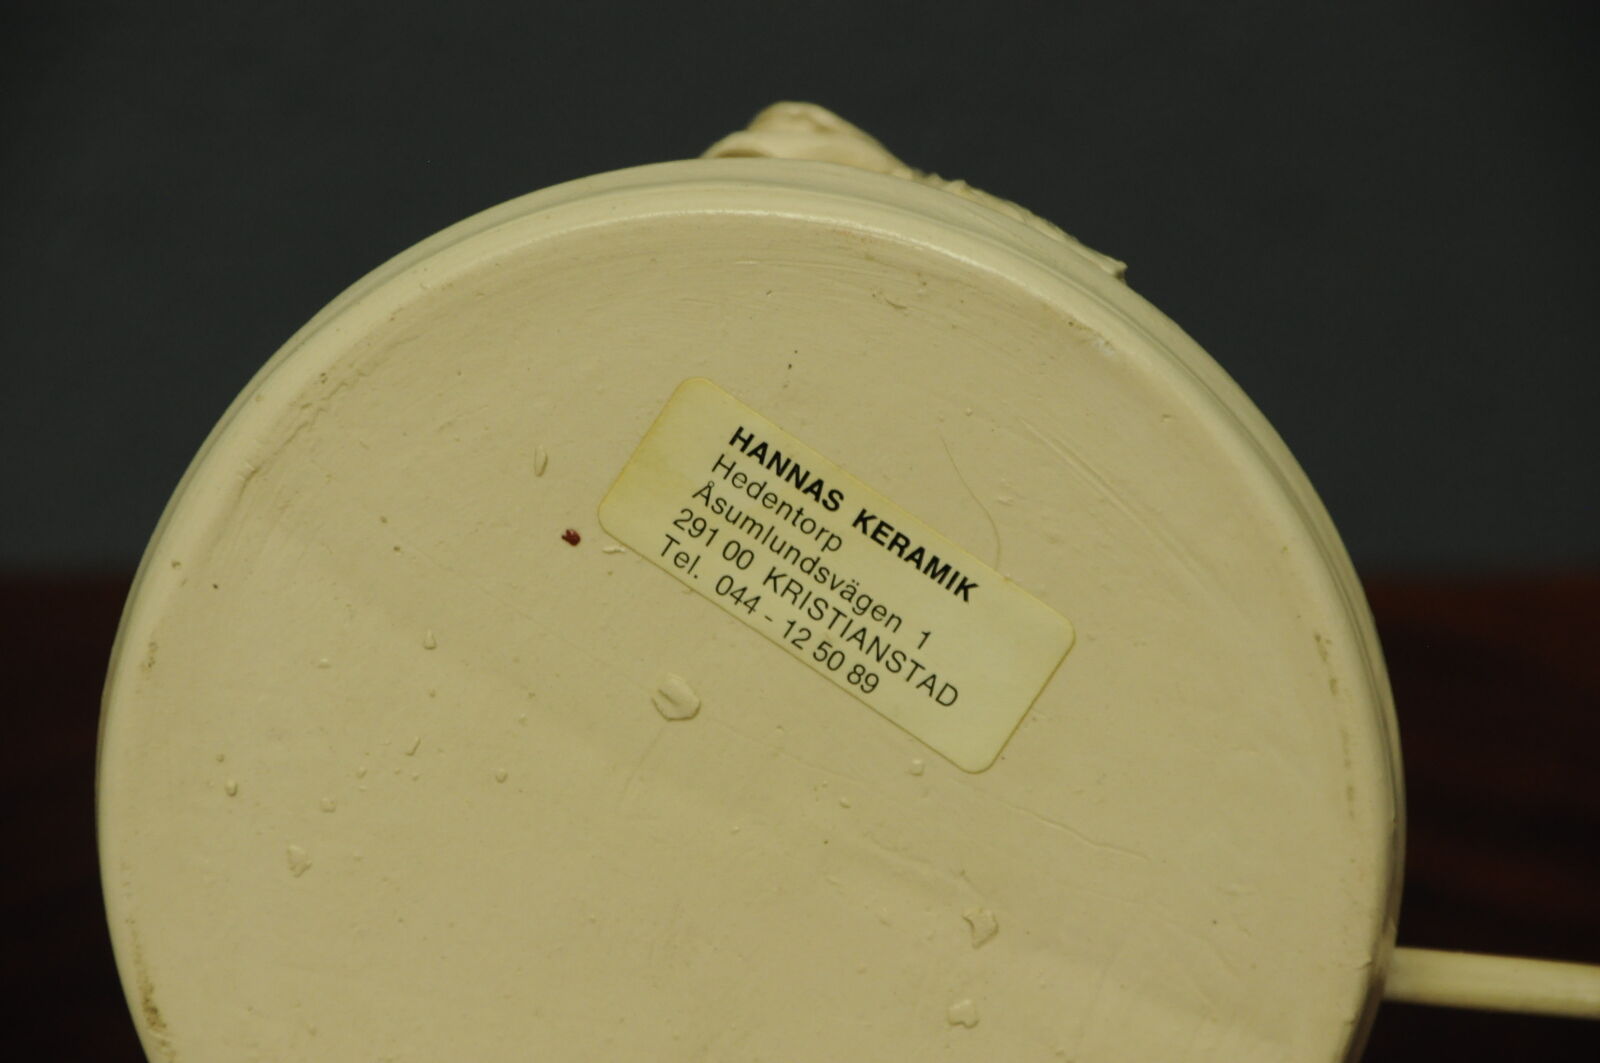 HANNAS KERAMIK
Hedentorp
Åsumlundsvägen 1
291 00 KRISTIANSTAD
Tel. 044 - 12 50 89